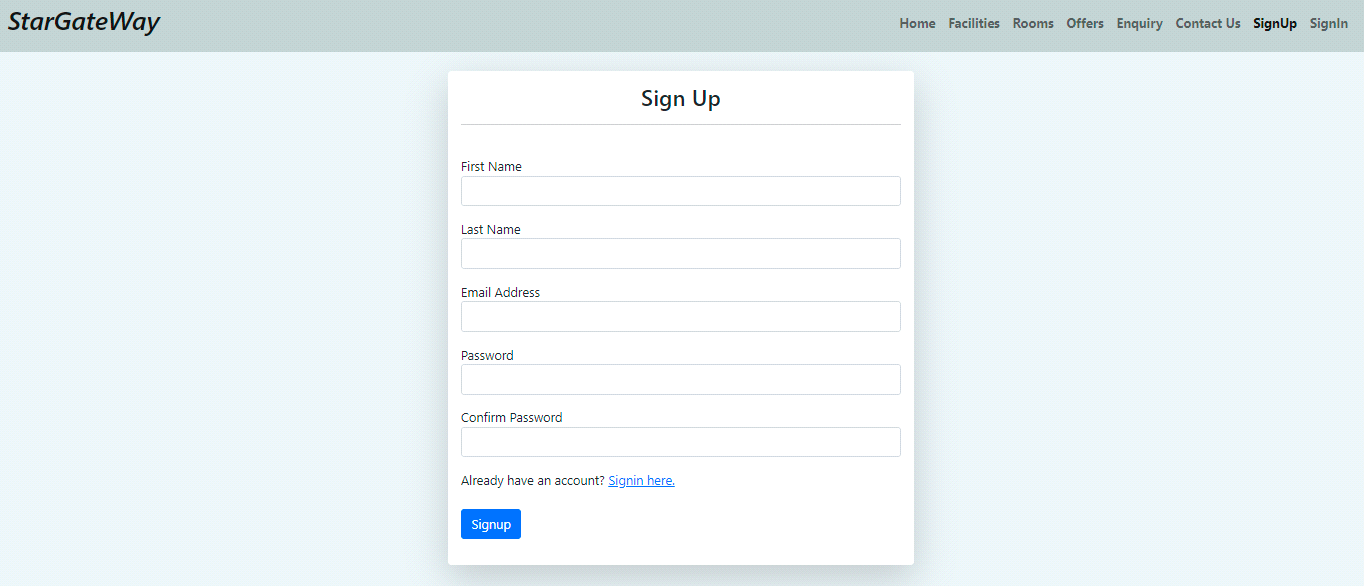 StarGateWay
Home Facilities Rooms Offers Enquiry Contact Us SignUp SignIn
Sign Up
First Name
Last Name
Email Address
Password
Confirm Password
Already have an account? Signin here.
Signup